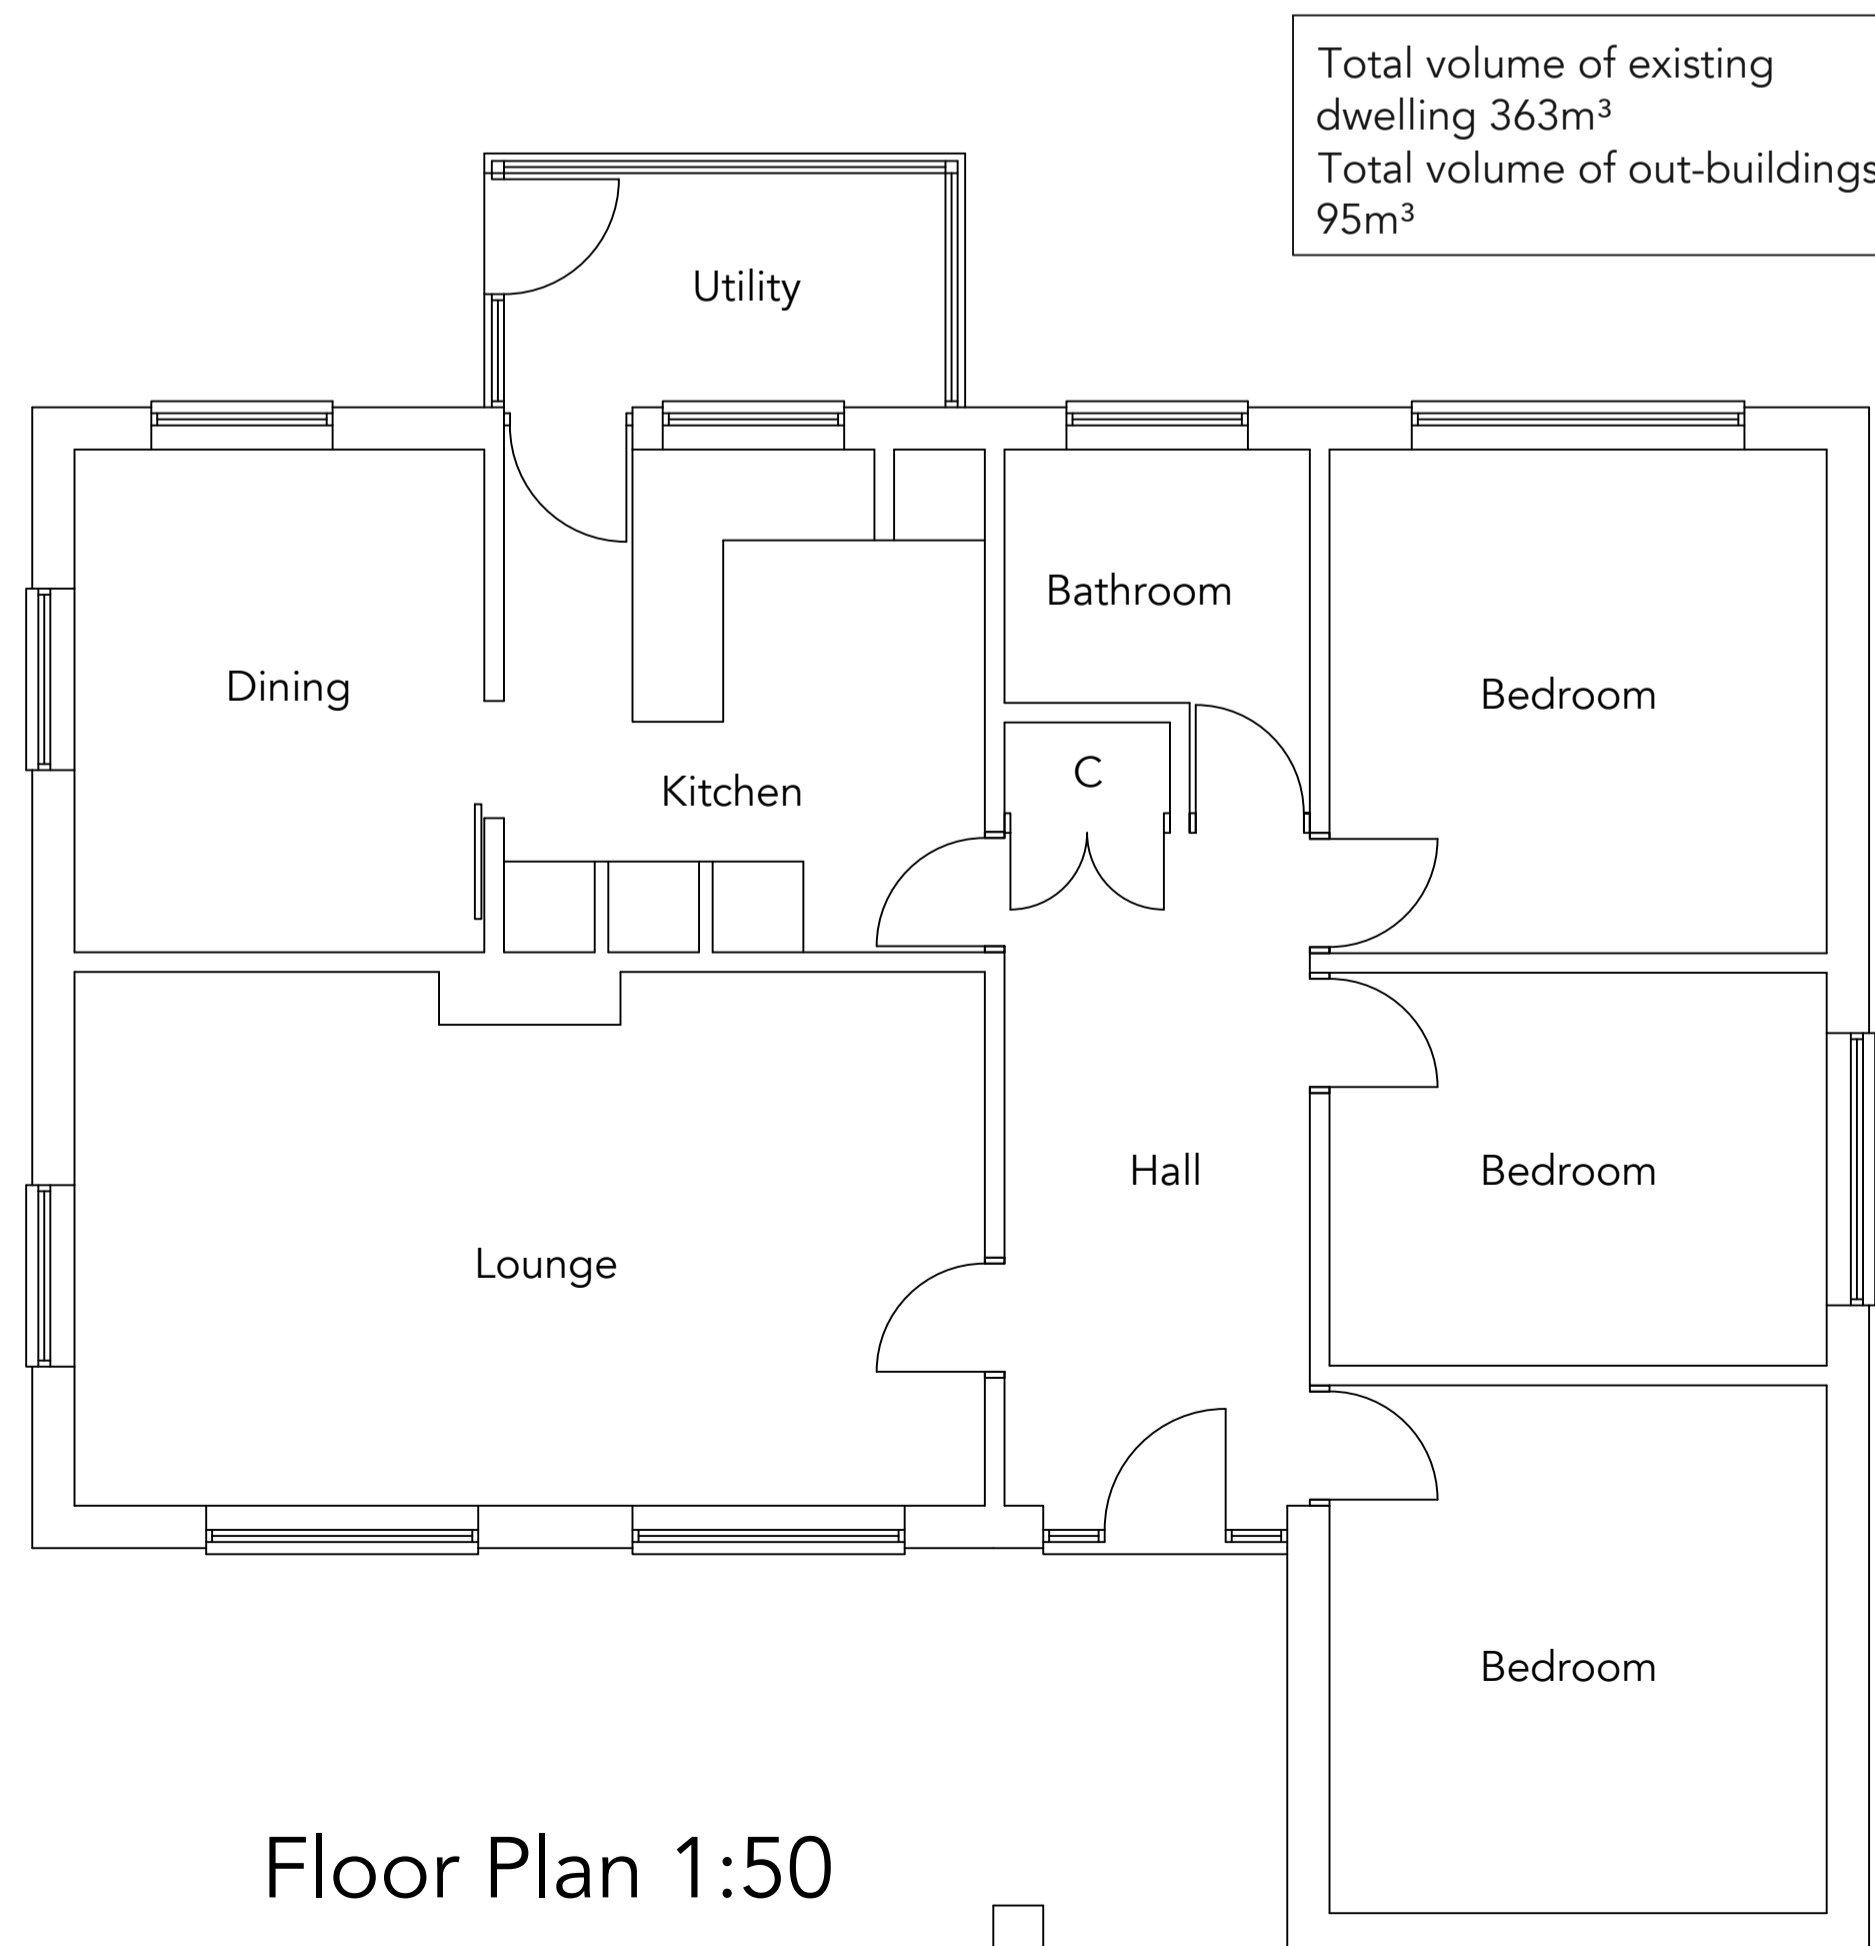 Total volume of existing
dwelling 363m³
Total volume of out-buildings
95m³
Utility
Bathroom
Dining
Bedroom
C
Kitchen
Hall
Bedroom
Lounge
Bedroom
Floor Plan 1:50